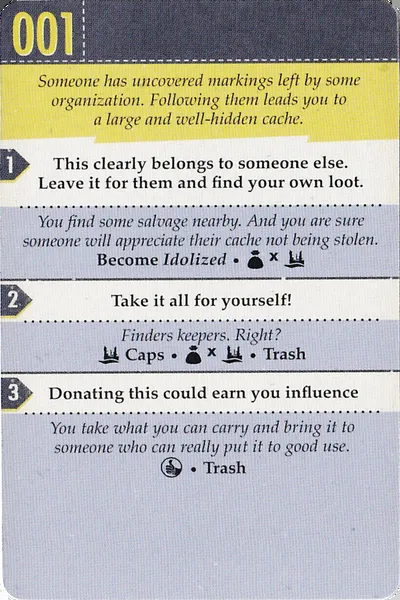 001
Someone has uncovered markings left by some
organization. Following them leads you to
a large and well-hidden cache.
1
This clearly belongs to someone else.
Leave it for them and find your own loot.
You find some salvage nearby. And you are sure
someone will appreciate their cache not being stolen.
Become Idolized • x
2
Take it all for yourself!
Finders keepers. Right?
Caps • x • Trash
3
Donating this could earn you influence
You take what you can carry and bring it to
someone who can really put it to good use.
• Trash